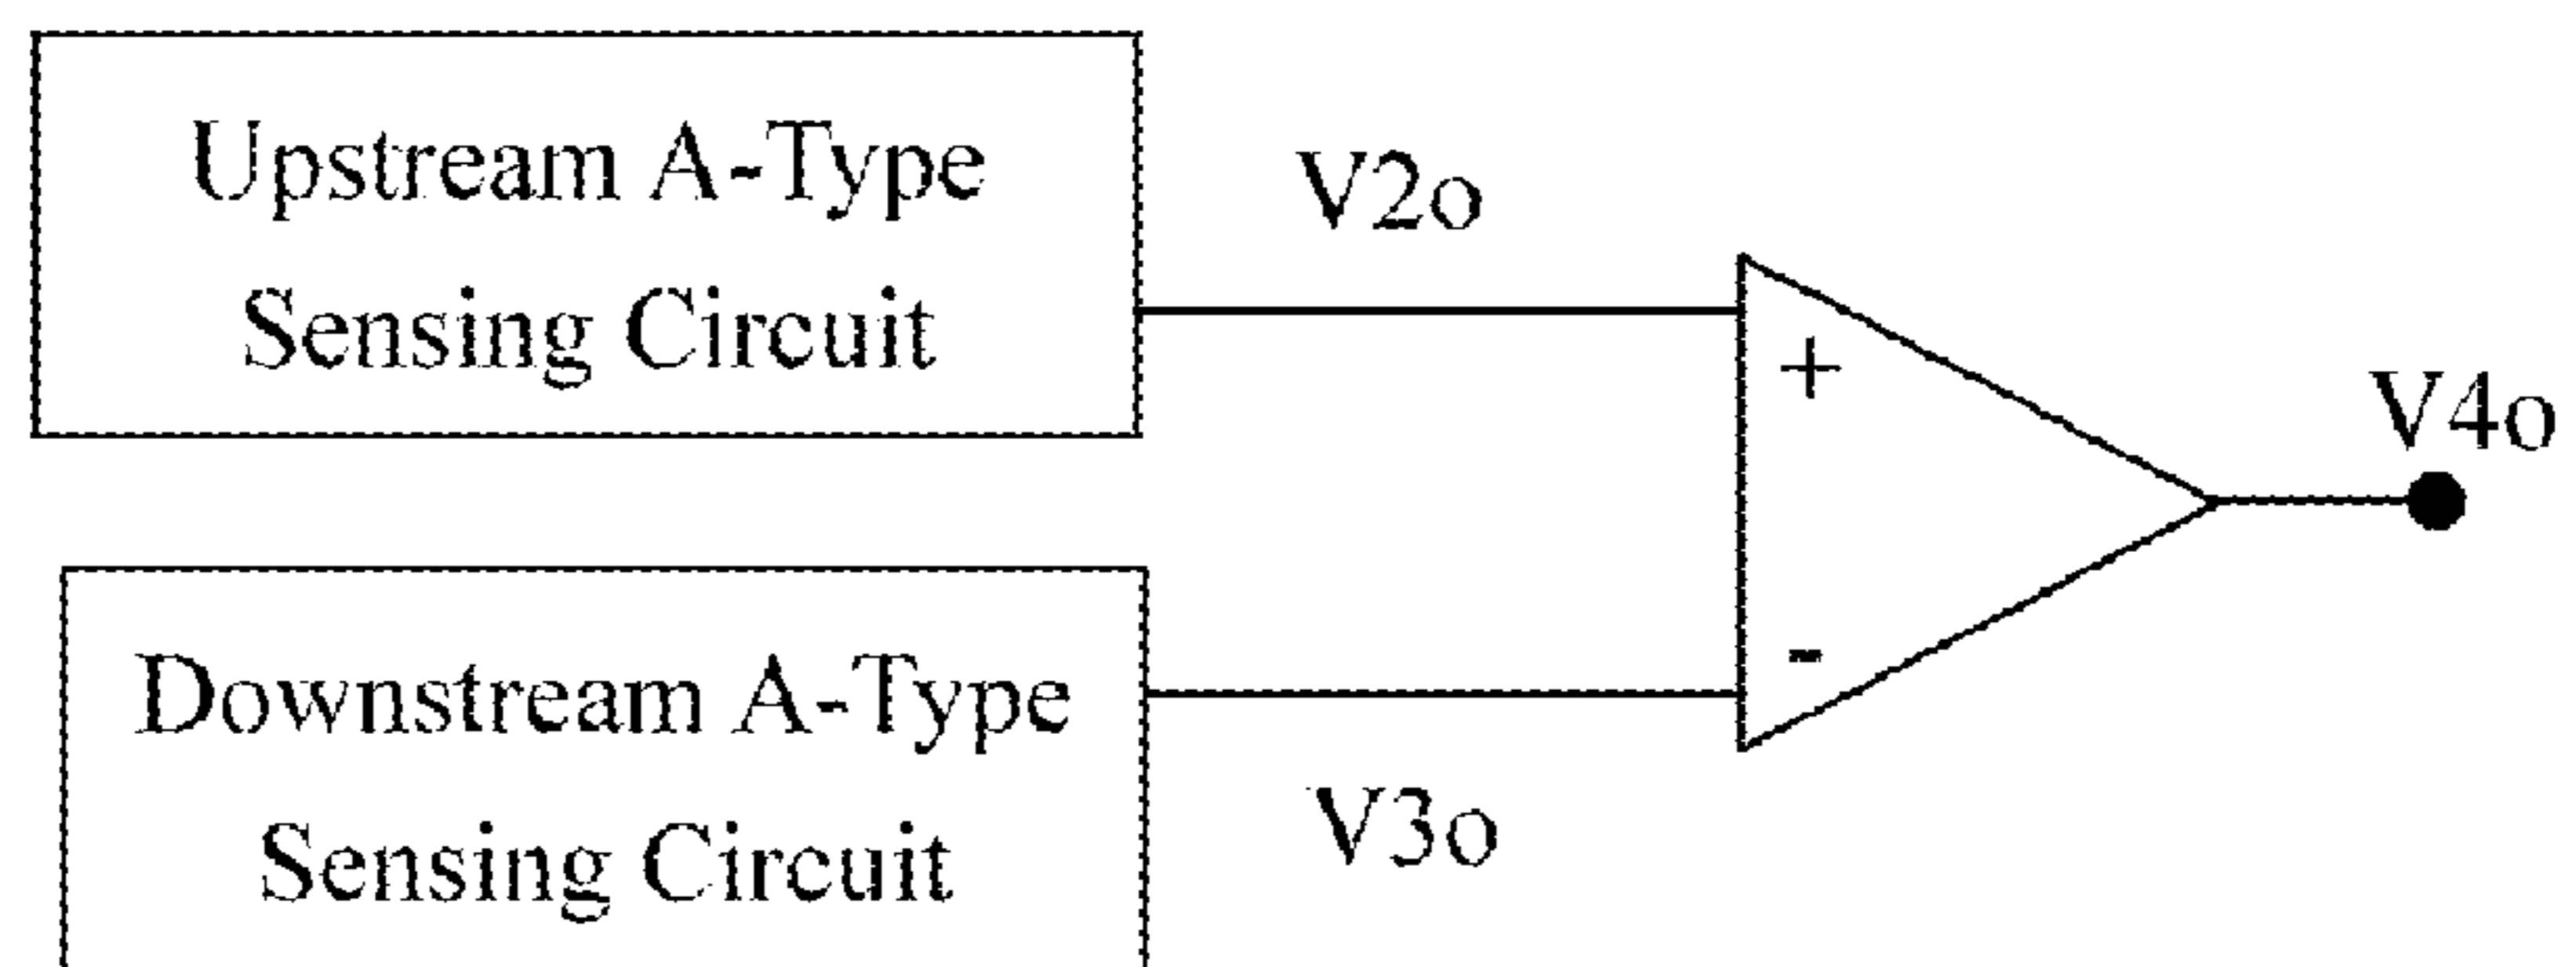 Upstream A-Type
Sensing Circuit
V2o
+
V4o
-
Downstream A-Type
Sensing Circuit
V3o